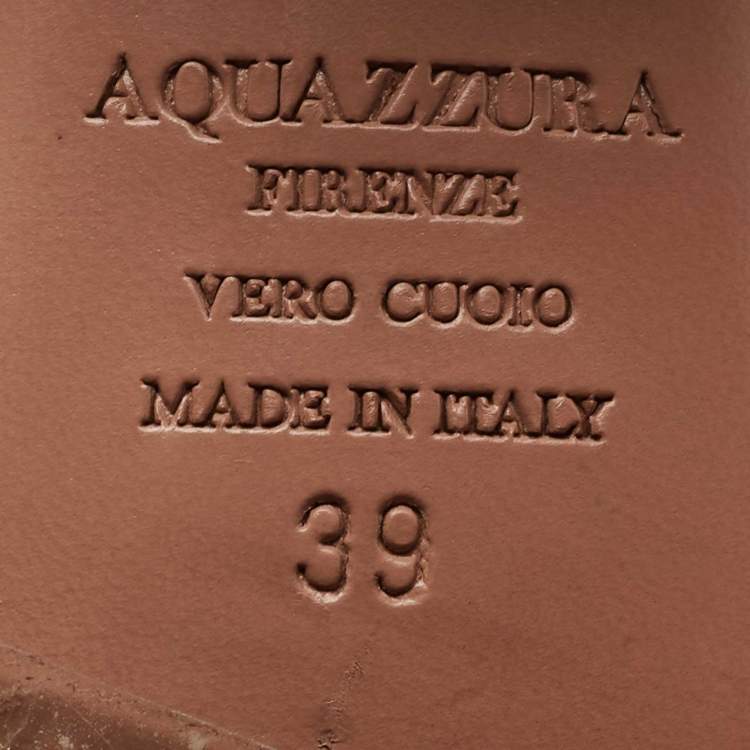 AQUAZZURA
FIRENZE
VERO CUOIO
MADE IN ITALY
39